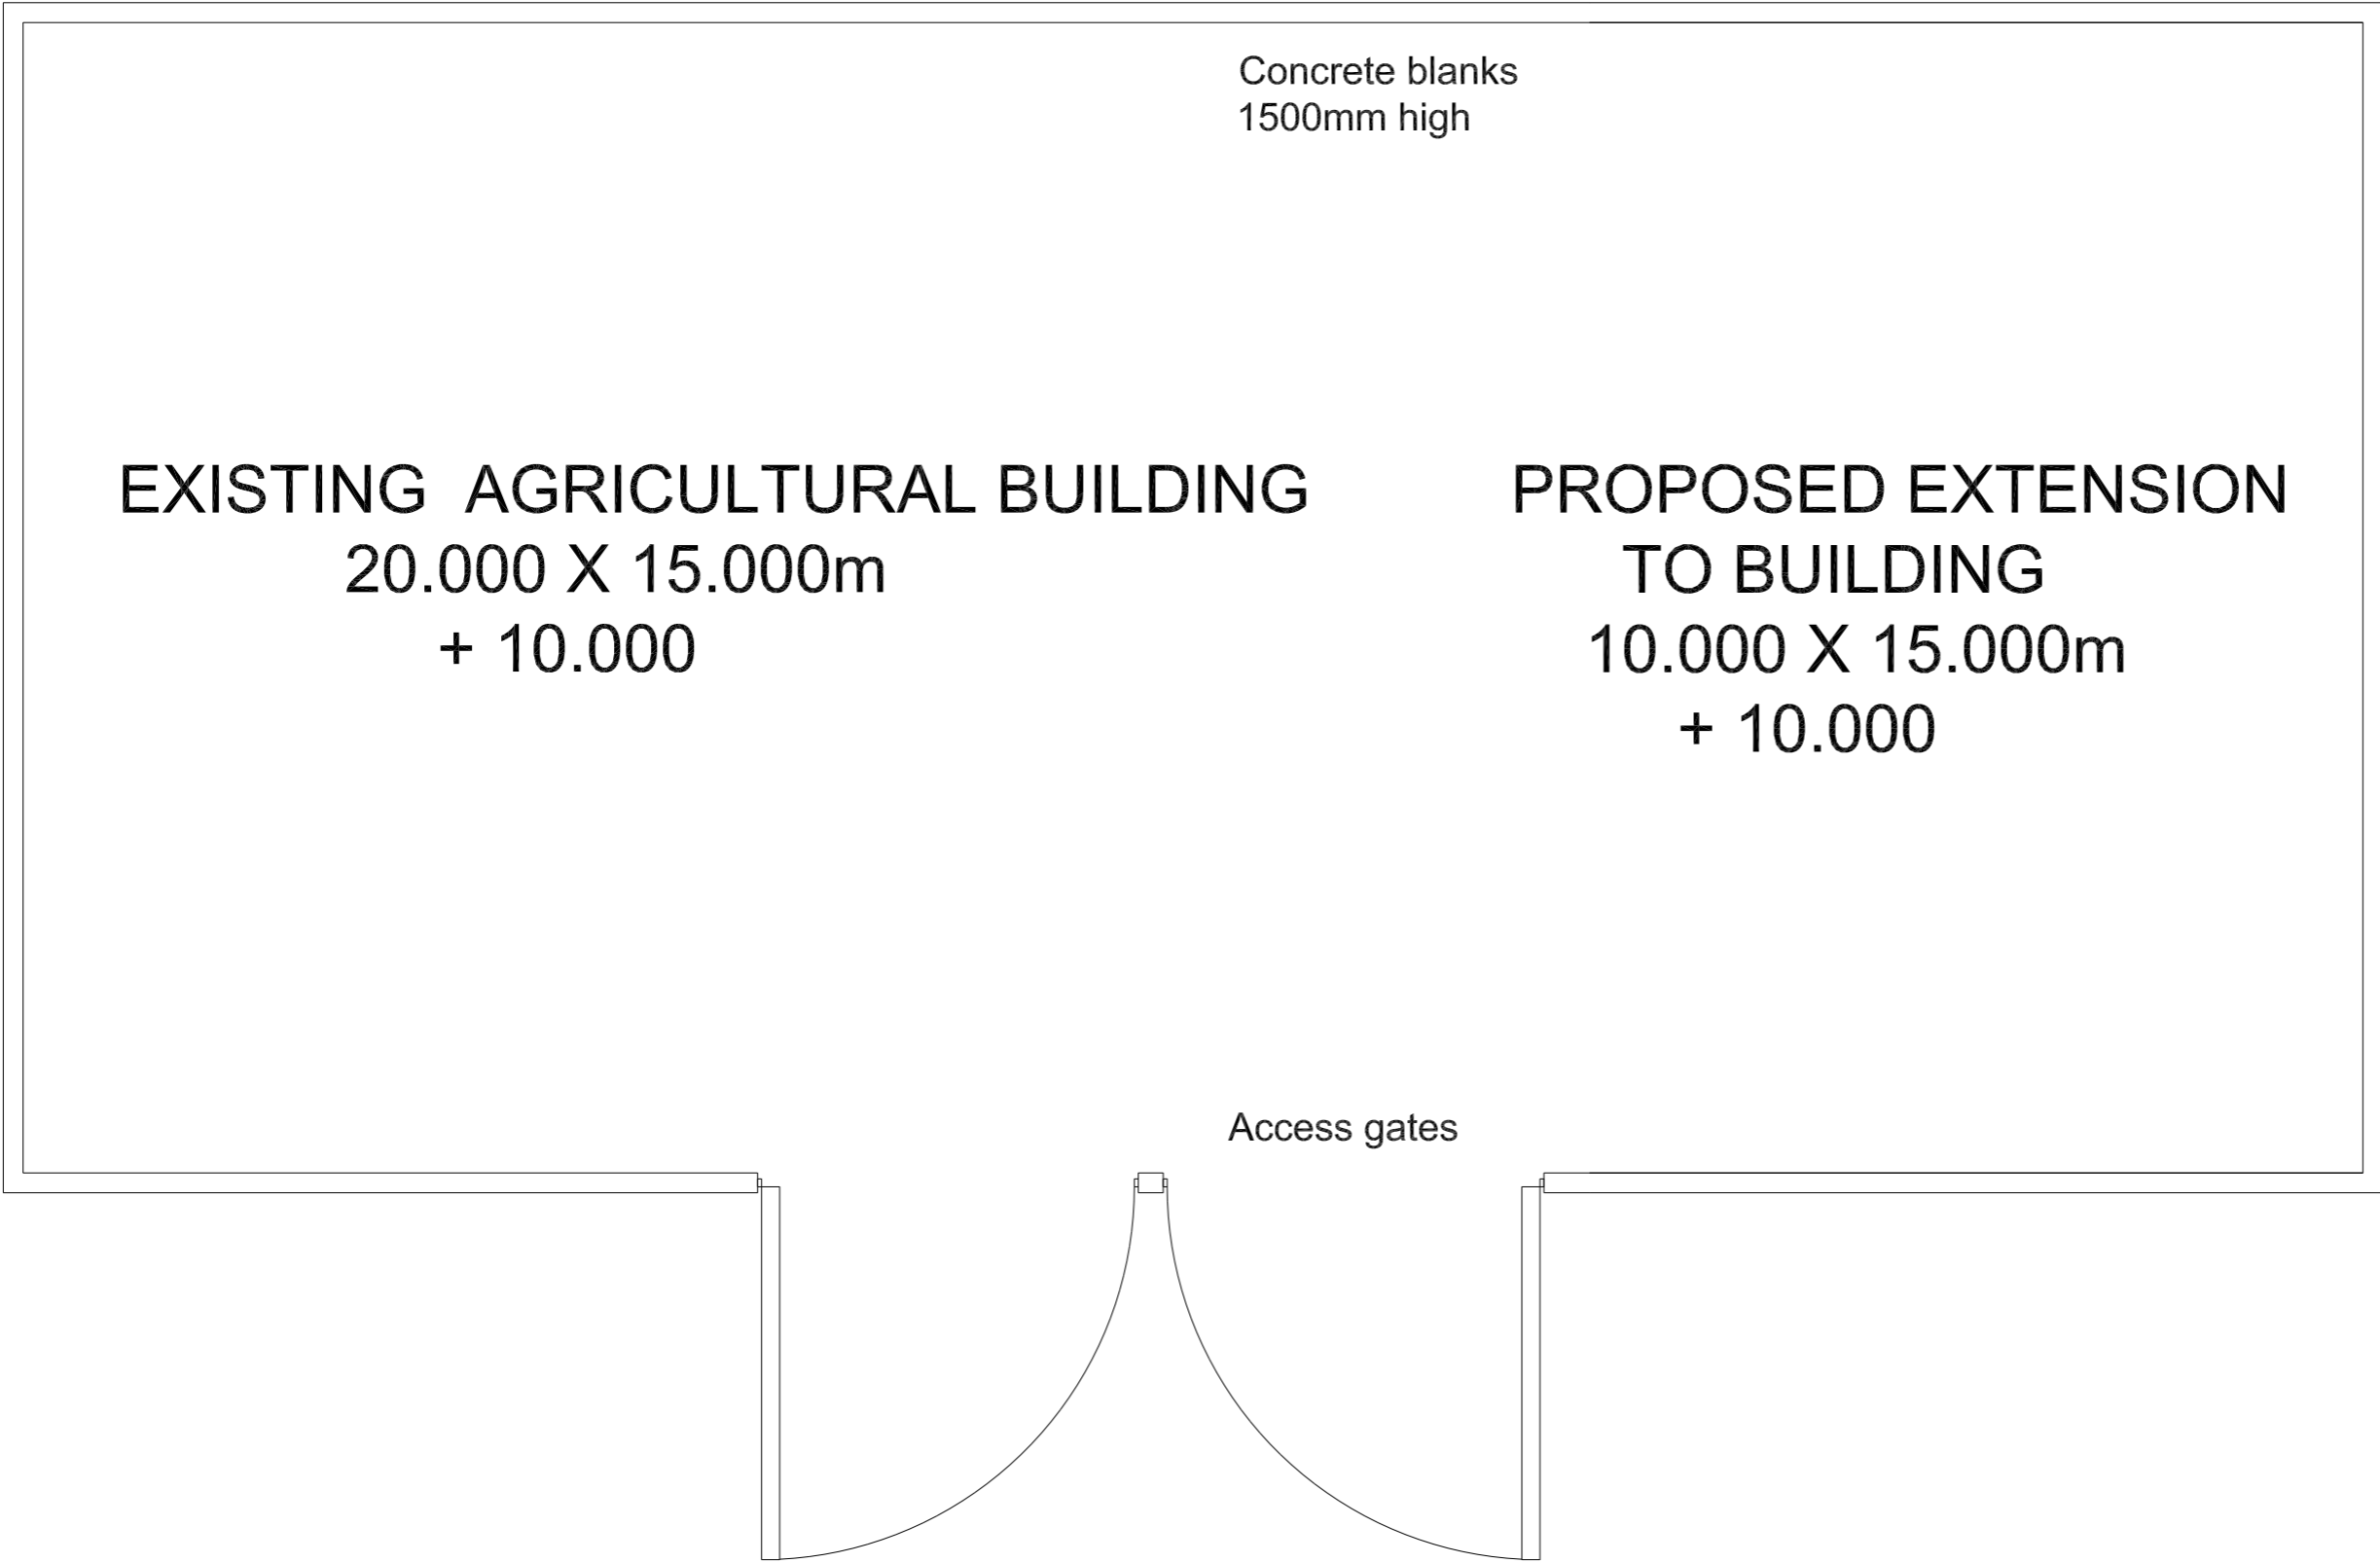 Concrete blanks
1500mm high
EXISTING AGRICULTURAL BUILDING
20.000 X 15.000m
+ 10.000
PROPOSED EXTENSION
TO BUILDING
10.000 X 15.000m
+ 10.000
Access gates